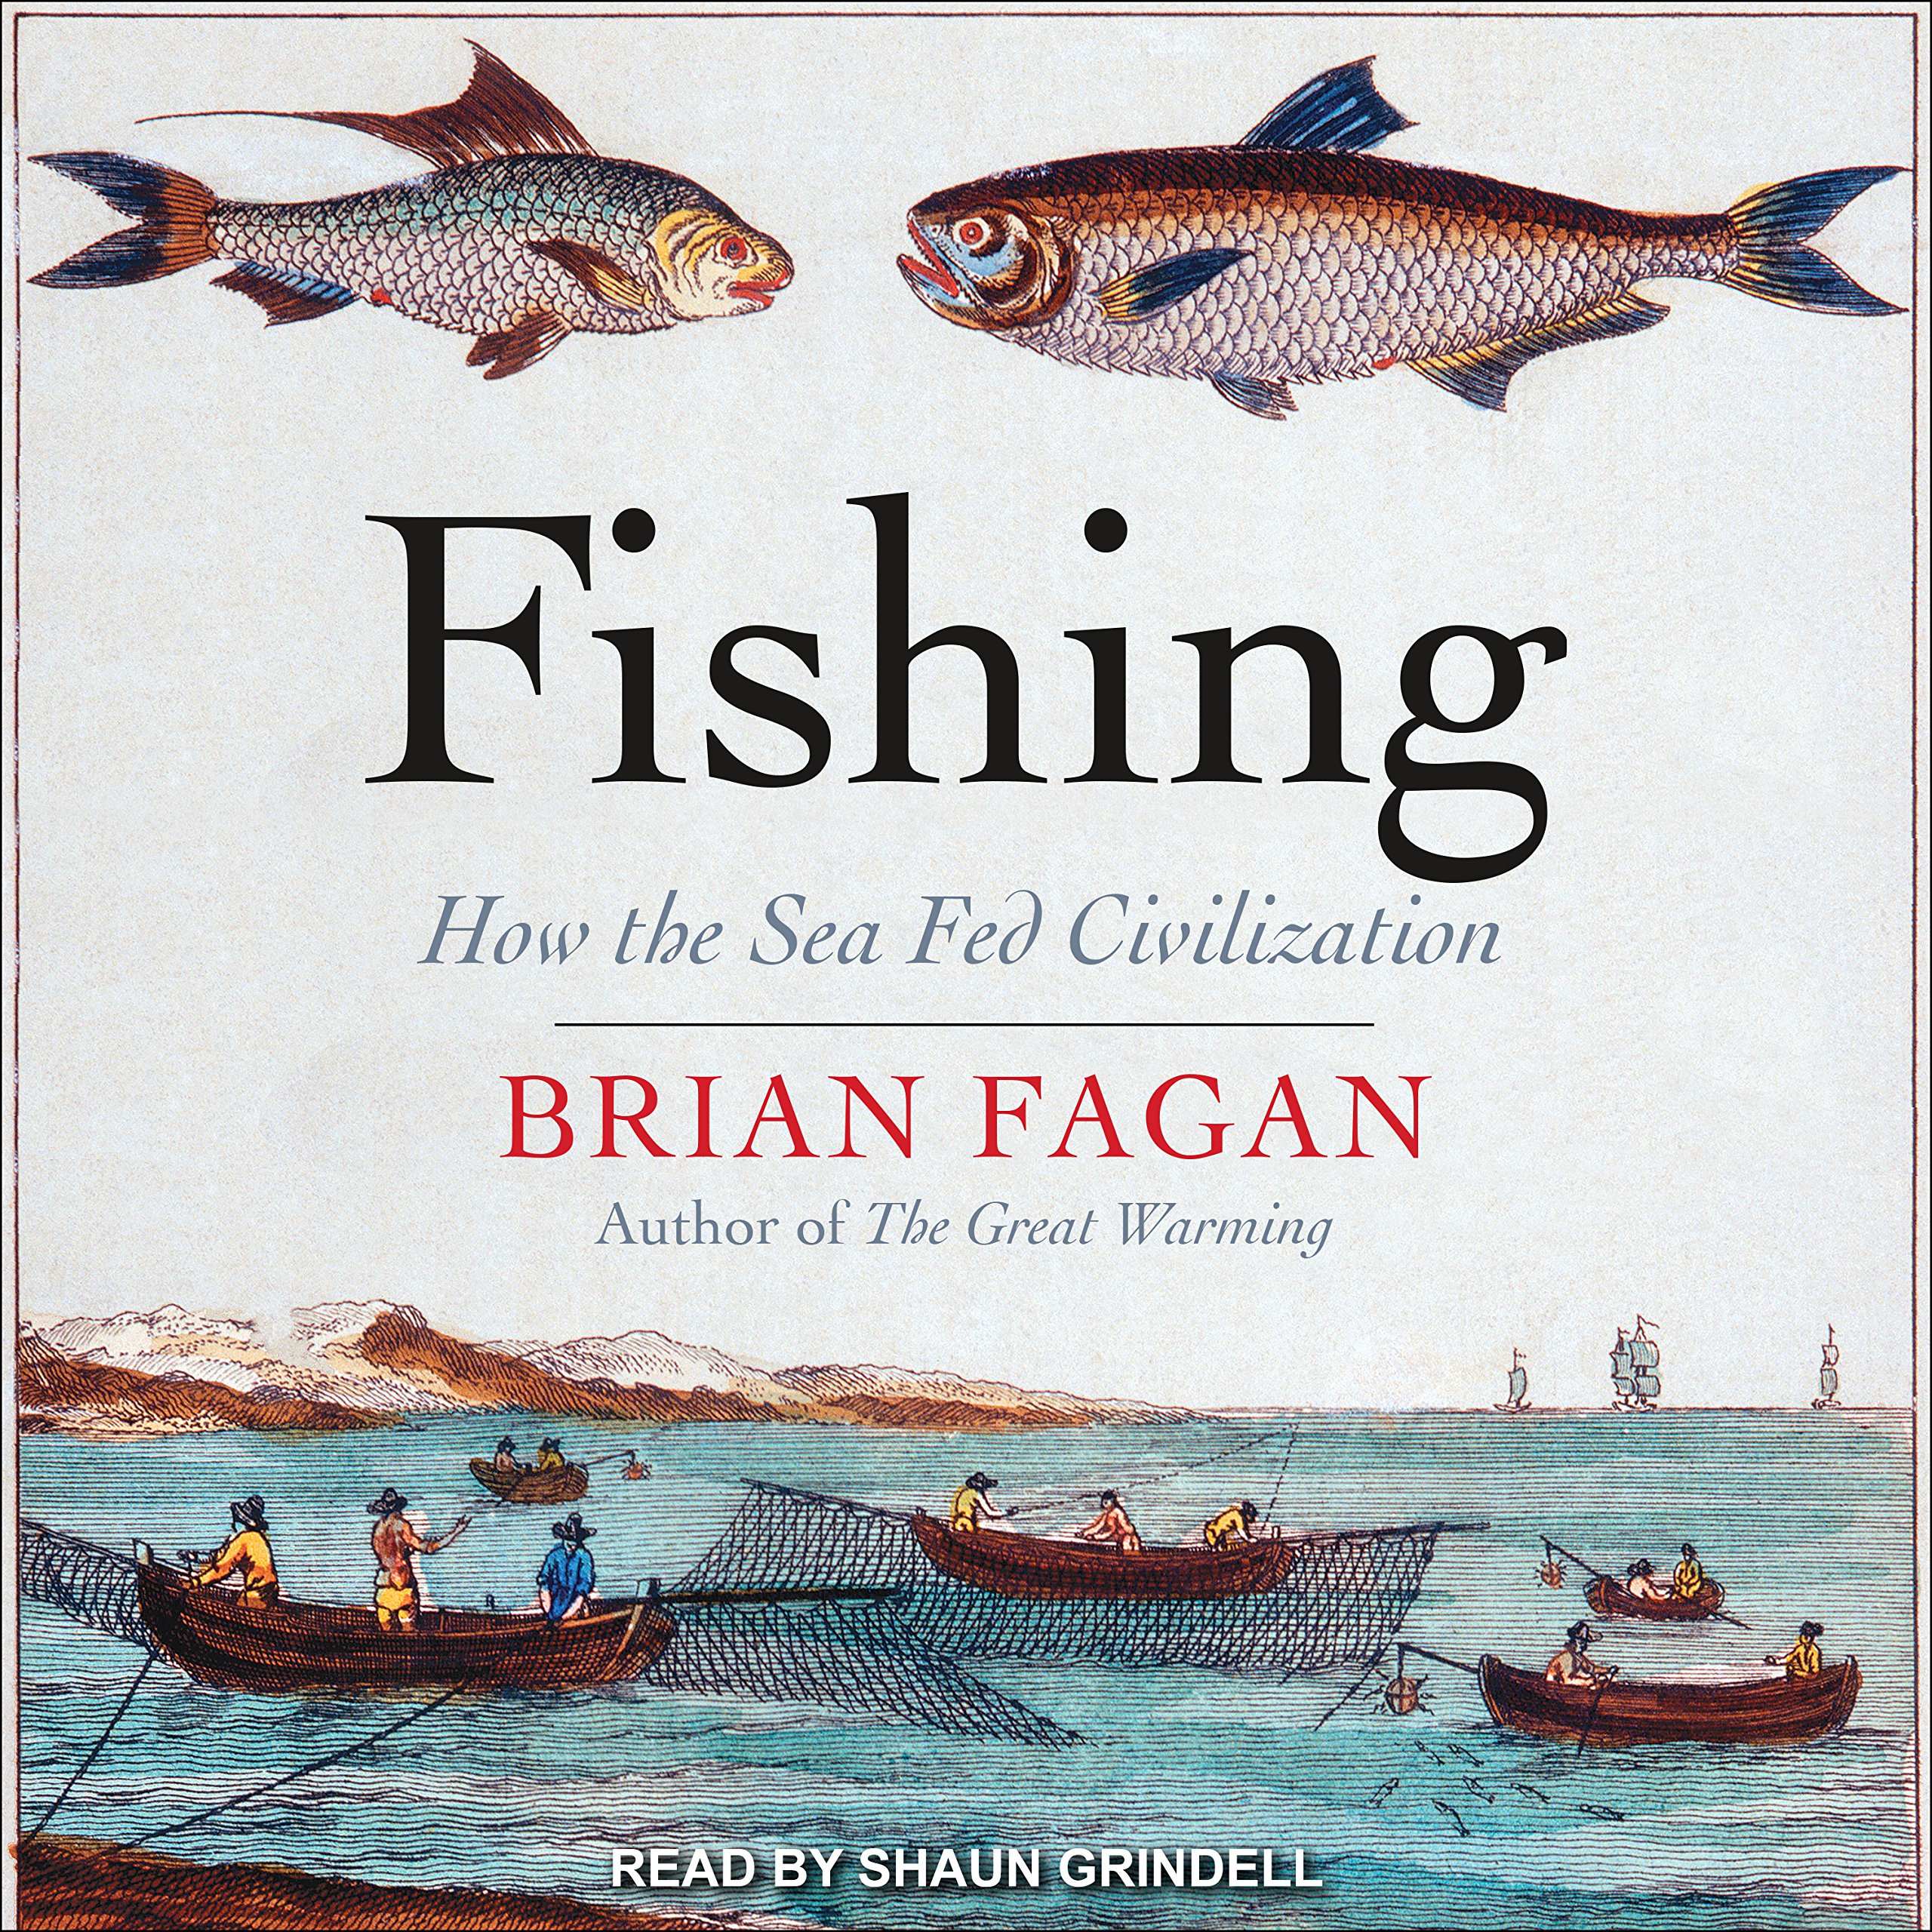 Fishing
How the Sea Fed Civilization
BRIAN FAGAN
Author of The Great Warming
READ BY SHAUN GRINDELL